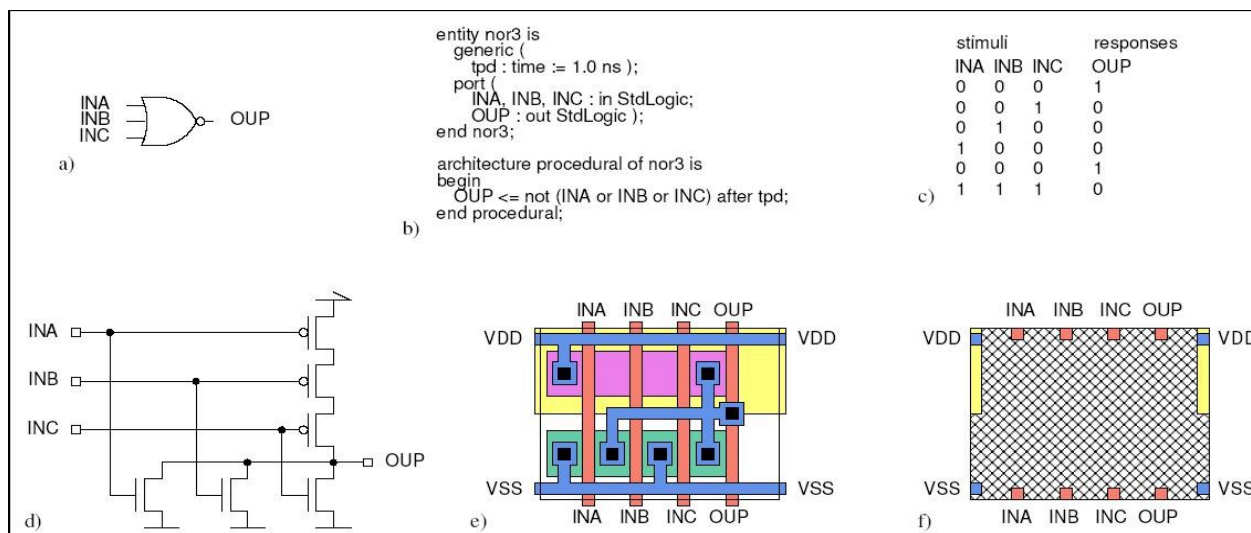 INA
INB
INC
OUP
a)
entity nor3 is
generic (
tpd : time := 1.0 ns );
port (
INA, INB, INC : in StdLogic;
OUP : out StdLogic );
end nor3;
architecture procedural of nor3 is
begin
OUP <= not (INA or INB or INC) after tpd;
end procedural;
b)
stimuli responses
INA INB INC OUP
0 0 0 1
0 0 1 0
0 1 0 0
1 0 0 0
0 0 0 1
1 1 1 0
c)
INA
INB
INC
OUP
d)
INA INB INC OUP
VDD VDD
VSS VSS
INA INB INC OUP
e)
INA INB INC OUP
VDD VDD
VSS VSS
INA INB INC OUP
f)